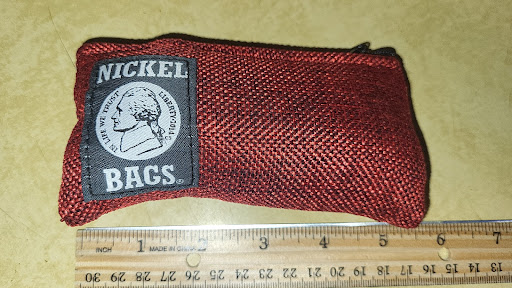 NICKEL
IN LIFE WE TRUST
LIBERTY 2014
BAGS
INCH 1 MADE IN 2 3 4 5 6 7
30 29 28 27 26 25 24 23 22 21 20 19 18 17 16 15 14 13